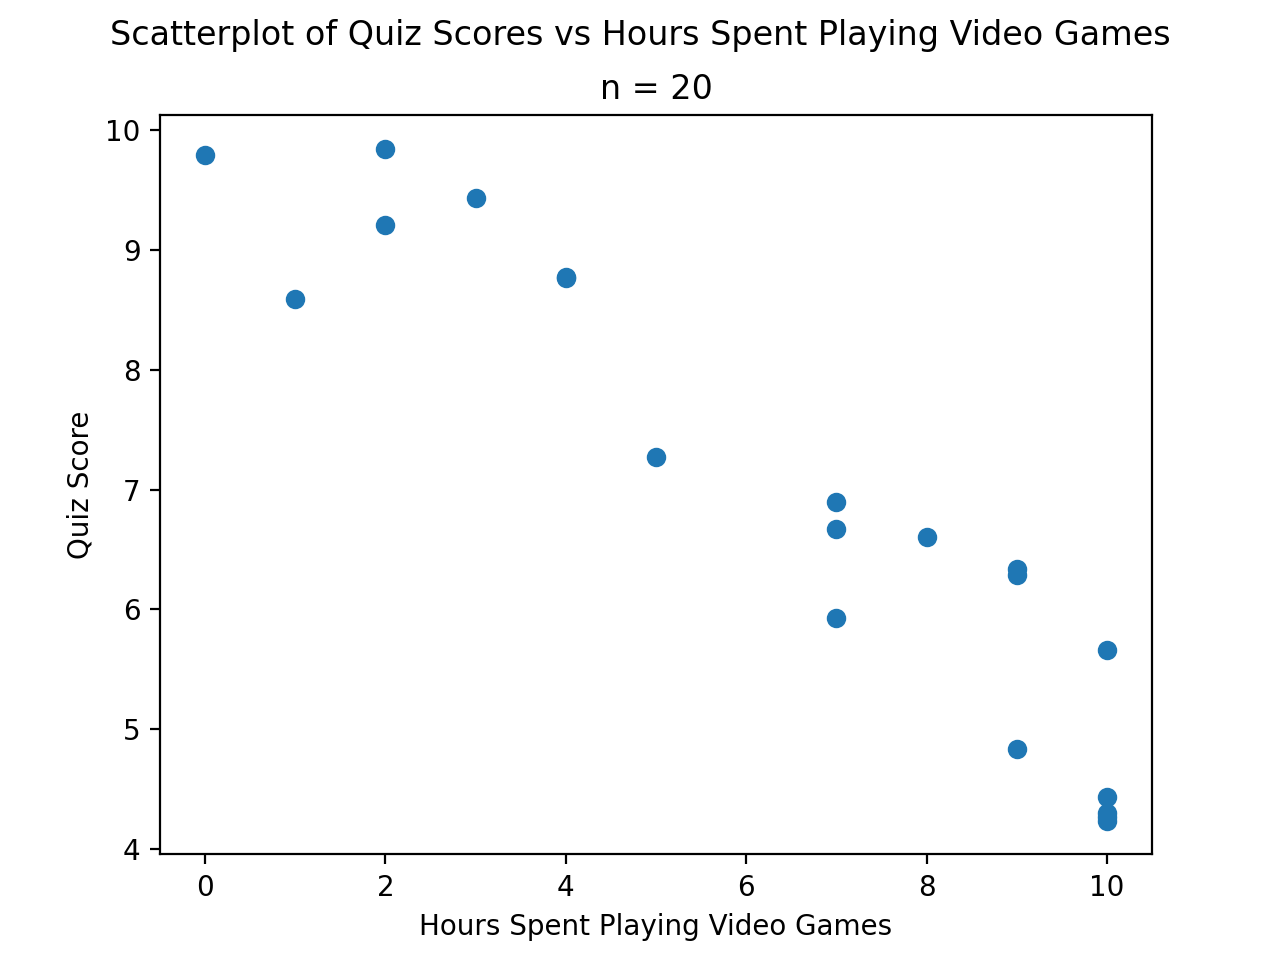 Scatterplot of Quiz Scores vs Hours Spent Playing Video Games
n = 20
10
9
8
7
6
5
4
Quiz Score
0 2 4 6 8 10
Hours Spent Playing Video Games